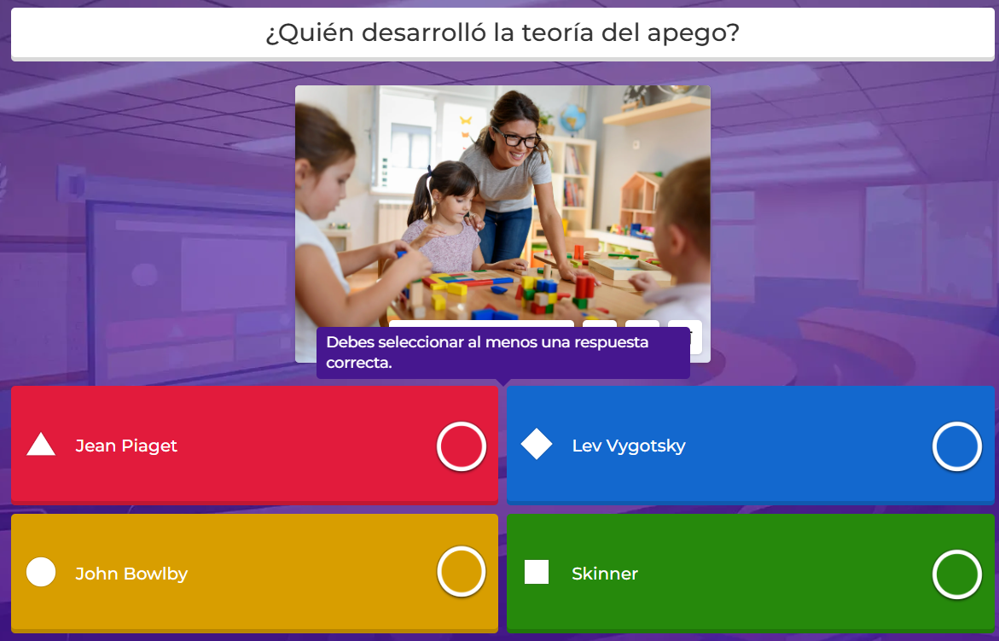 ¿Quién desarrolló la teoría del apego?
Debes seleccionar al menos una respuesta
correcta.
Jean Piaget
Lev Vygotsky
John Bowlby
Skinner